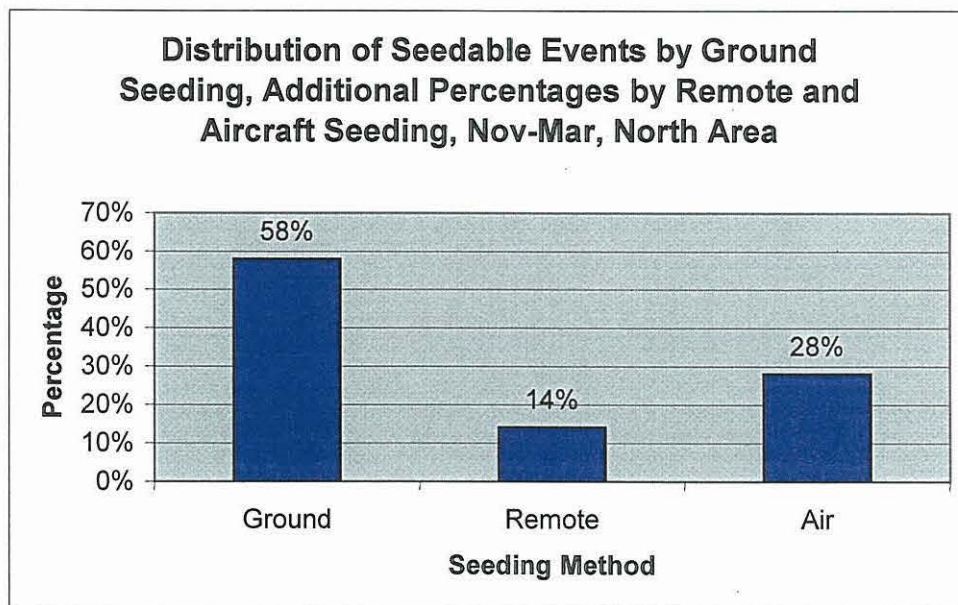 Distribution of Seedable Events by Ground
Seeding, Additional Percentages by Remote and
Aircraft Seeding, Nov-Mar, North Area
70%
60%
50%
40%
30%
20%
10%
0%
Percentage
58%
14%
28%
Ground Remote Air
Seeding Method